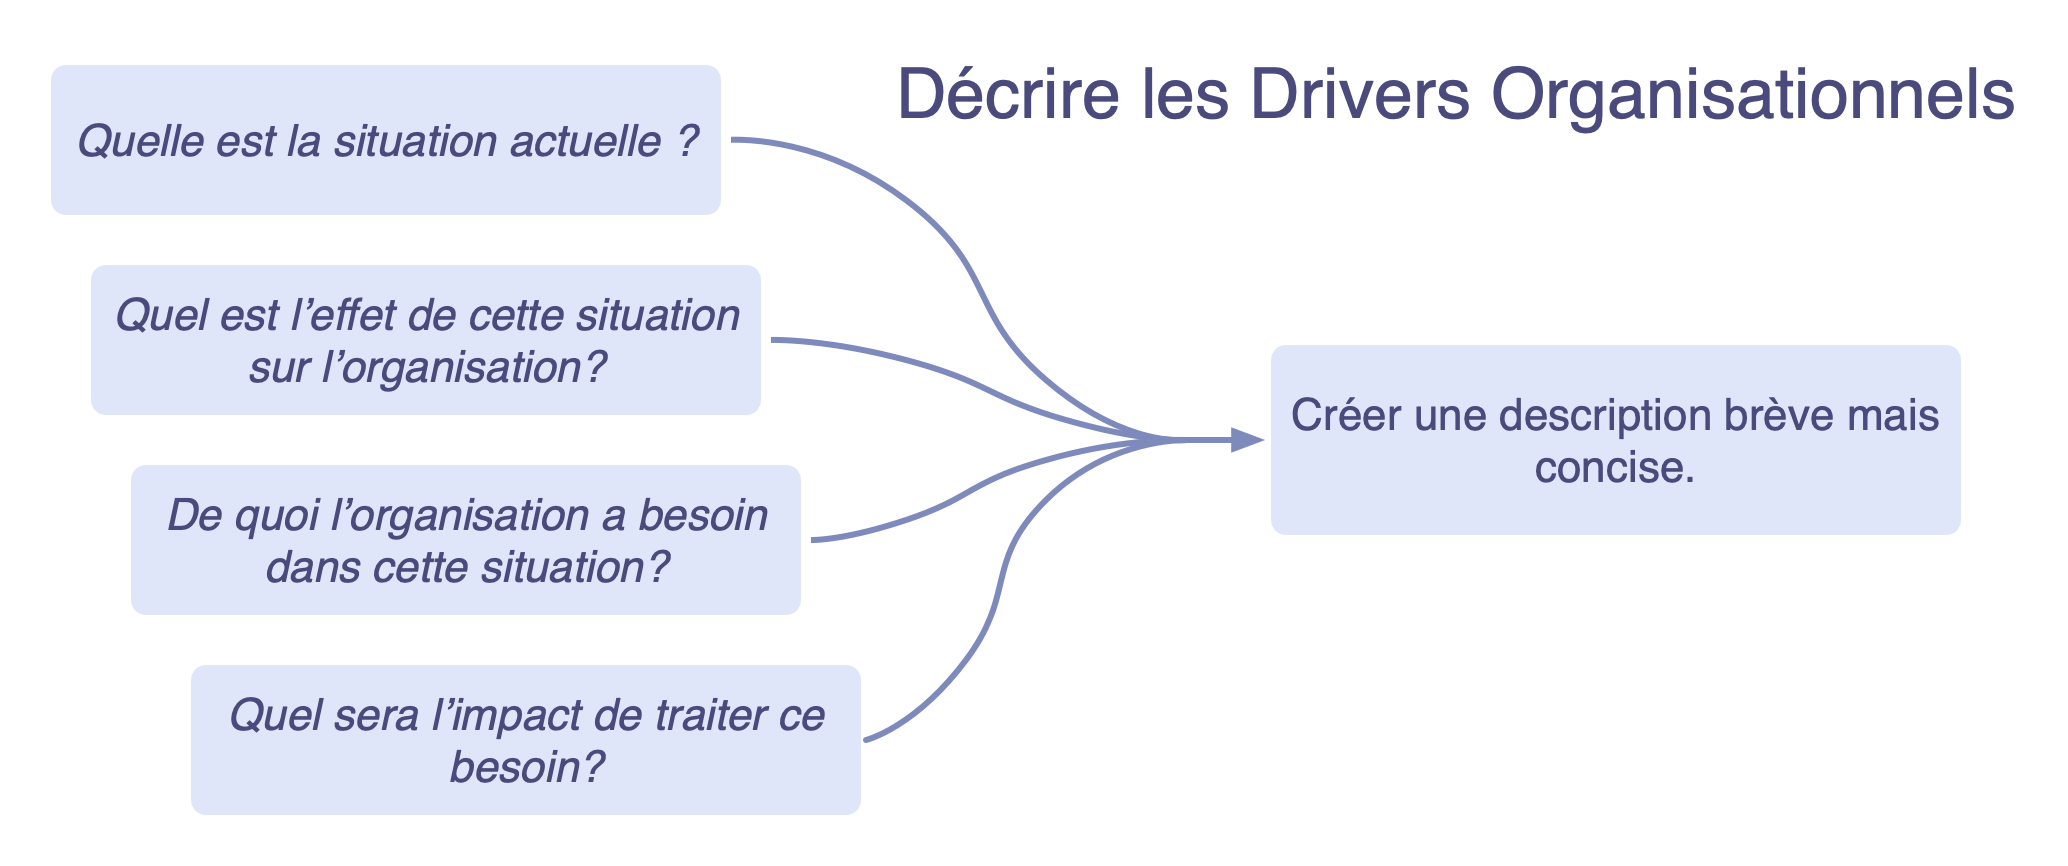 Décrire les Drivers Organisationnels
Quelle est la situation actuelle ?
Quel est l’effet de cette situation
sur l’organisation?
De quoi l’organisation a besoin
dans cette situation?
Quel sera l’impact de traiter ce
besoin?
Créer une description brève mais
concise.